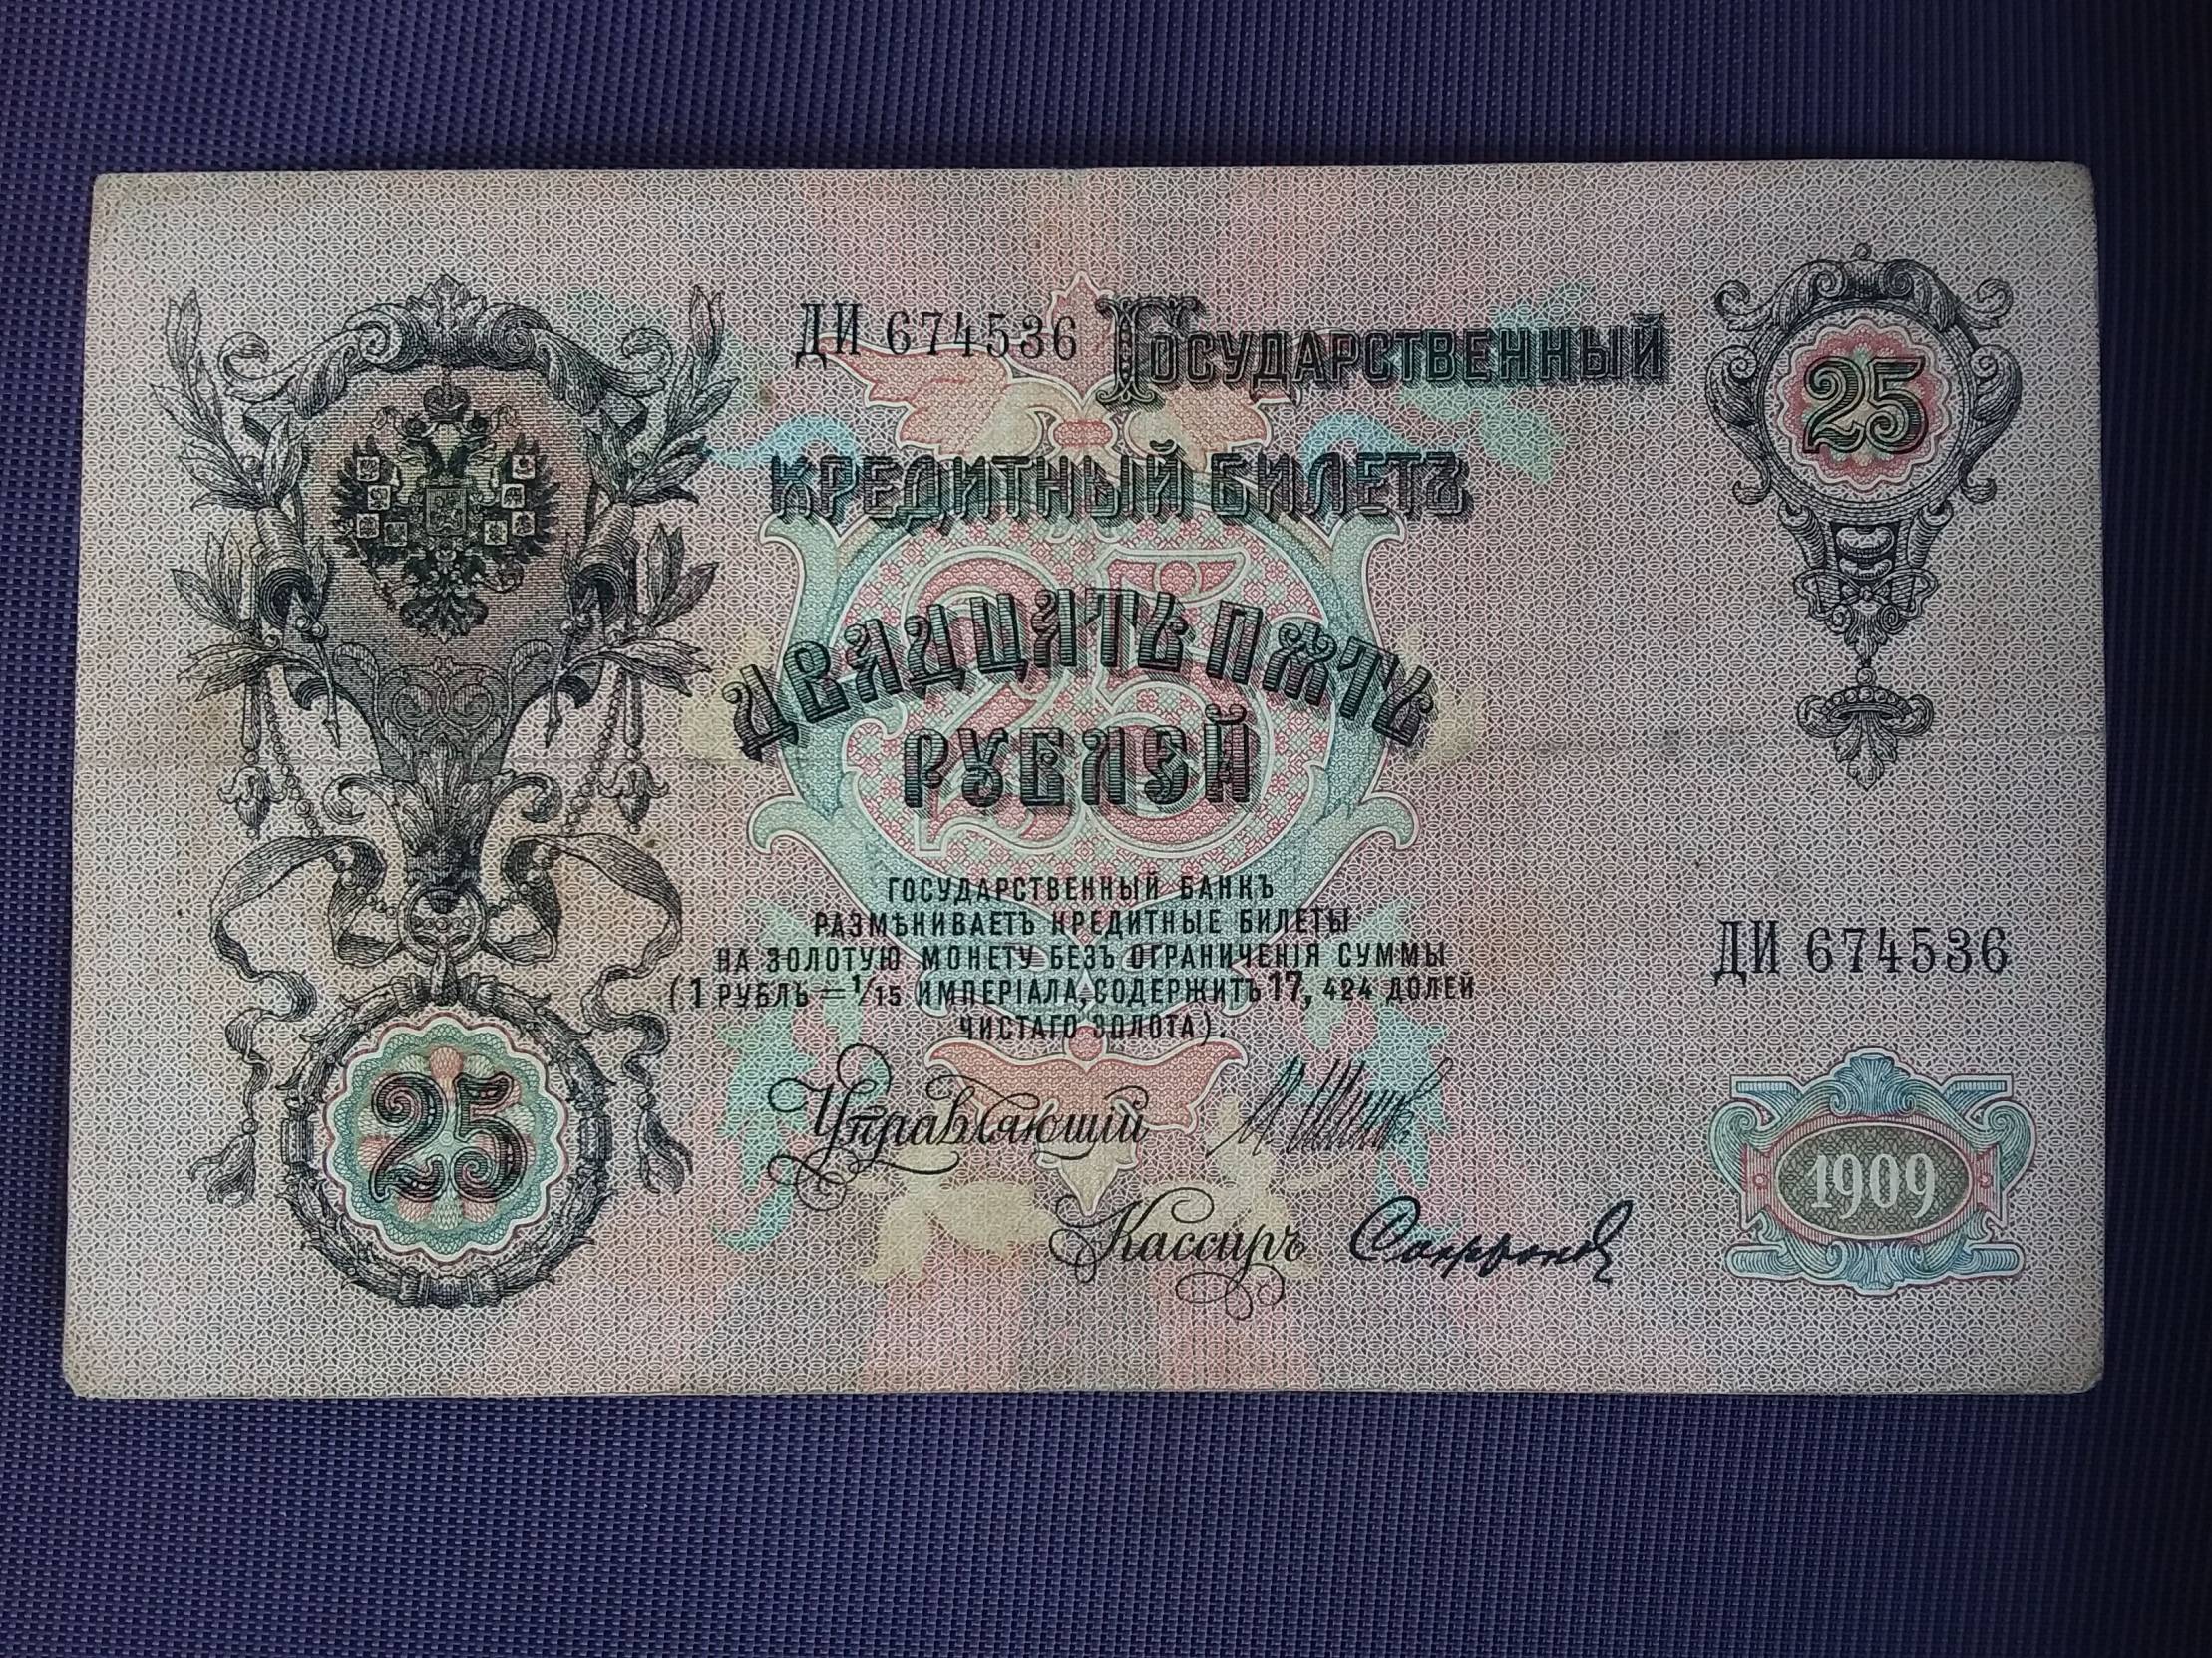 ДИ 674536 Государственный
25
Кредитный Билетъ
Двадцать пять
рублей
25
Государственный Банкъ
размѣниваетъ кредитные билеты
на золотую монету безъ ограниченія суммы
(1 рубль = 1/15 имперіала, содержитъ 17, 424 долей
чистаго золота).
ДИ 674536
Управляющій
25
1909
Кассиръ